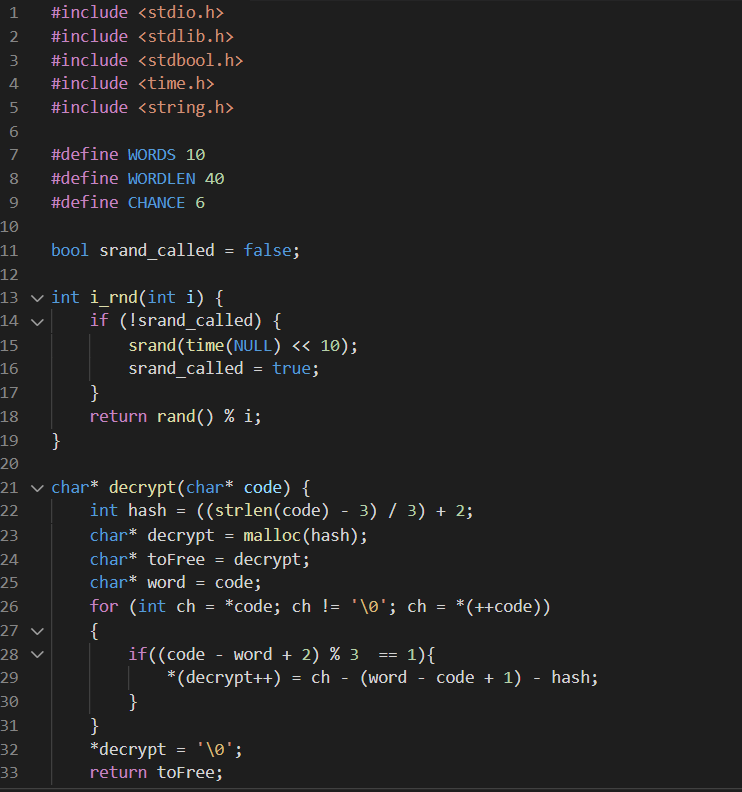 1 #include <stdio.h>
2 #include <stdlib.h>
3 #include <stdbool.h>
4 #include <time.h>
5 #include <string.h>
6
7 #define WORDS 10
8 #define WORDLEN 40
9 #define CHANCE 6
10
11 bool srand_called = false;
12
13 int i_rnd(int i) {
14     if (!srand_called) {
15         srand(time(NULL) << 10);
16         srand_called = true;
17     }
18     return rand() % i;
19 }
20
21 char* decrypt(char* code) {
22     int hash = ((strlen(code) - 3) / 3) + 2;
23     char* decrypt = malloc(hash);
24     char* toFree = decrypt;
25     char* word = code;
26     for (int ch = *code; ch != '\0'; ch = *(++code))
27     {
28         if((code - word + 2) % 3  == 1){
29             *(decrypt++) = ch - (word - code + 1) - hash;
30         }
31     }
32     *decrypt = '\0';
33     return toFree;